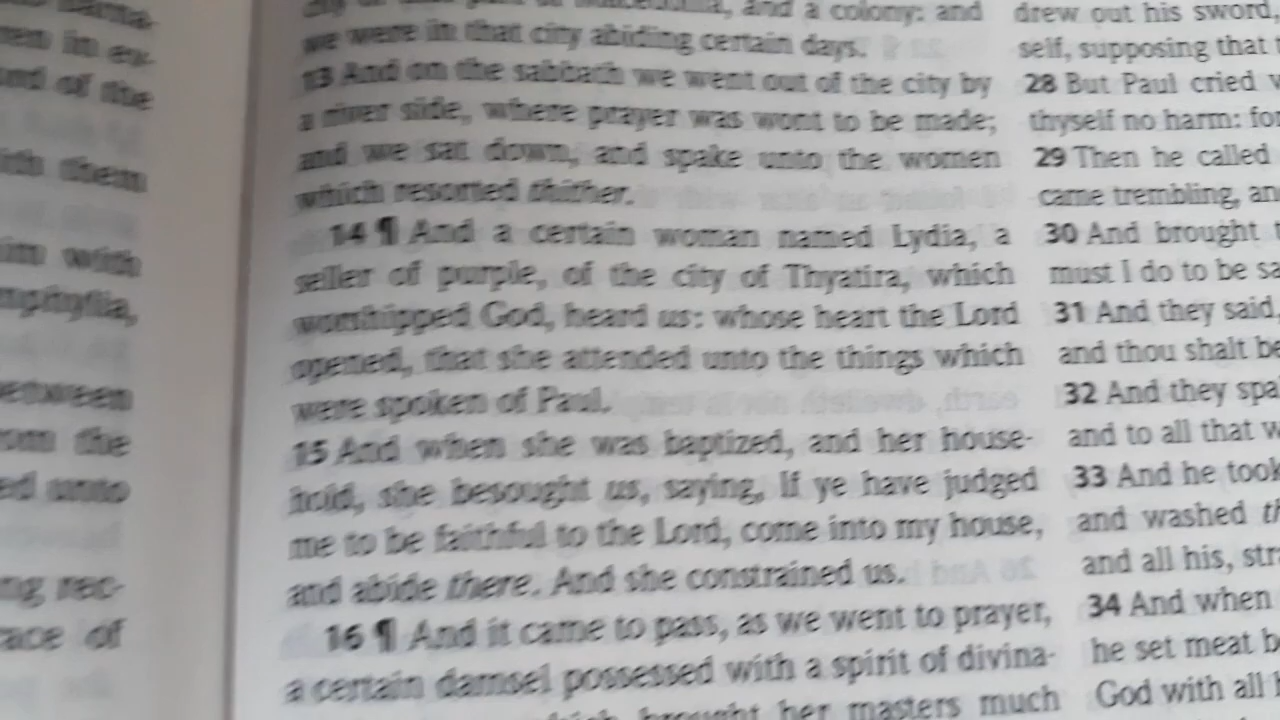 and a colony: and
we were in that city abiding certain days.
13 And on the sabbath we went out of the city by
a river side, where prayer was wont to be made;
and we sat down, and spake unto the women
which resorted thither.
14 ¶ And a certain woman named Lydia, a
seller of purple, of the city of Thyatira, which
worshipped God, heard us: whose heart the Lord
opened, that she attended unto the things which
were spoken of Paul.
15 And when she was baptized, and her house-
hold, she besought us, saying, If ye have judged
me to be faithful to the Lord, come into my house,
and abide there. And she constrained us.
16 ¶ And it came to pass, as we went to prayer,
a certain damsel possessed with a spirit of divina-
brought her masters much
drew out his sword,
self, supposing that
28 But Paul cried
thyself no harm: for
29 Then he called
came trembling, an
30 And brought
must I do to be sa
31 And they said,
and thou shalt be
32 And they spa
and to all that w
33 And he took
and washed th
and all his, stra
34 And when
he set meat b
God with all